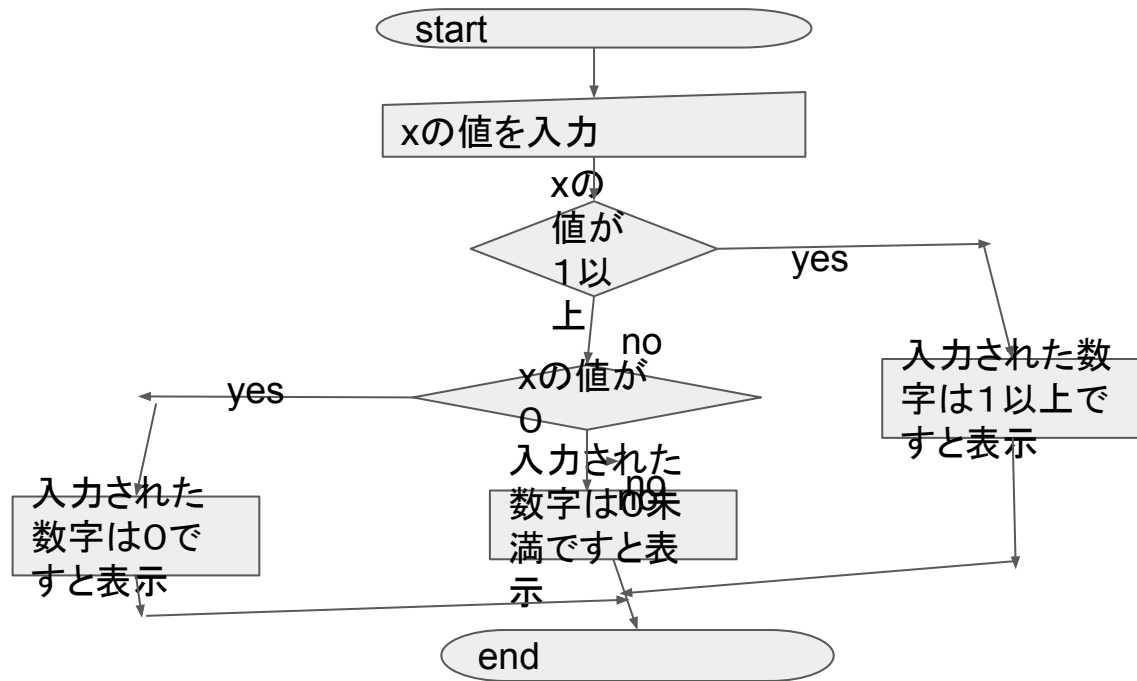 start
xの値を入力
xの
値が
１以
上
yes
no
xの値が
０
yes
入力された数
字は１以上で
すと表示
入力された
数字は０未
満ですと表
示
no
no
入力された
数字は０で
すと表示
end